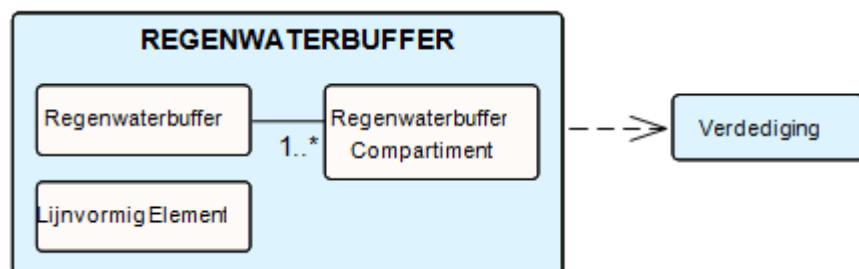 REGENWATERBUFFER
Regenwaterbuffer
1..*
Regenwaterbuffer
Compartiment
Verdediging
LijnvormigElement